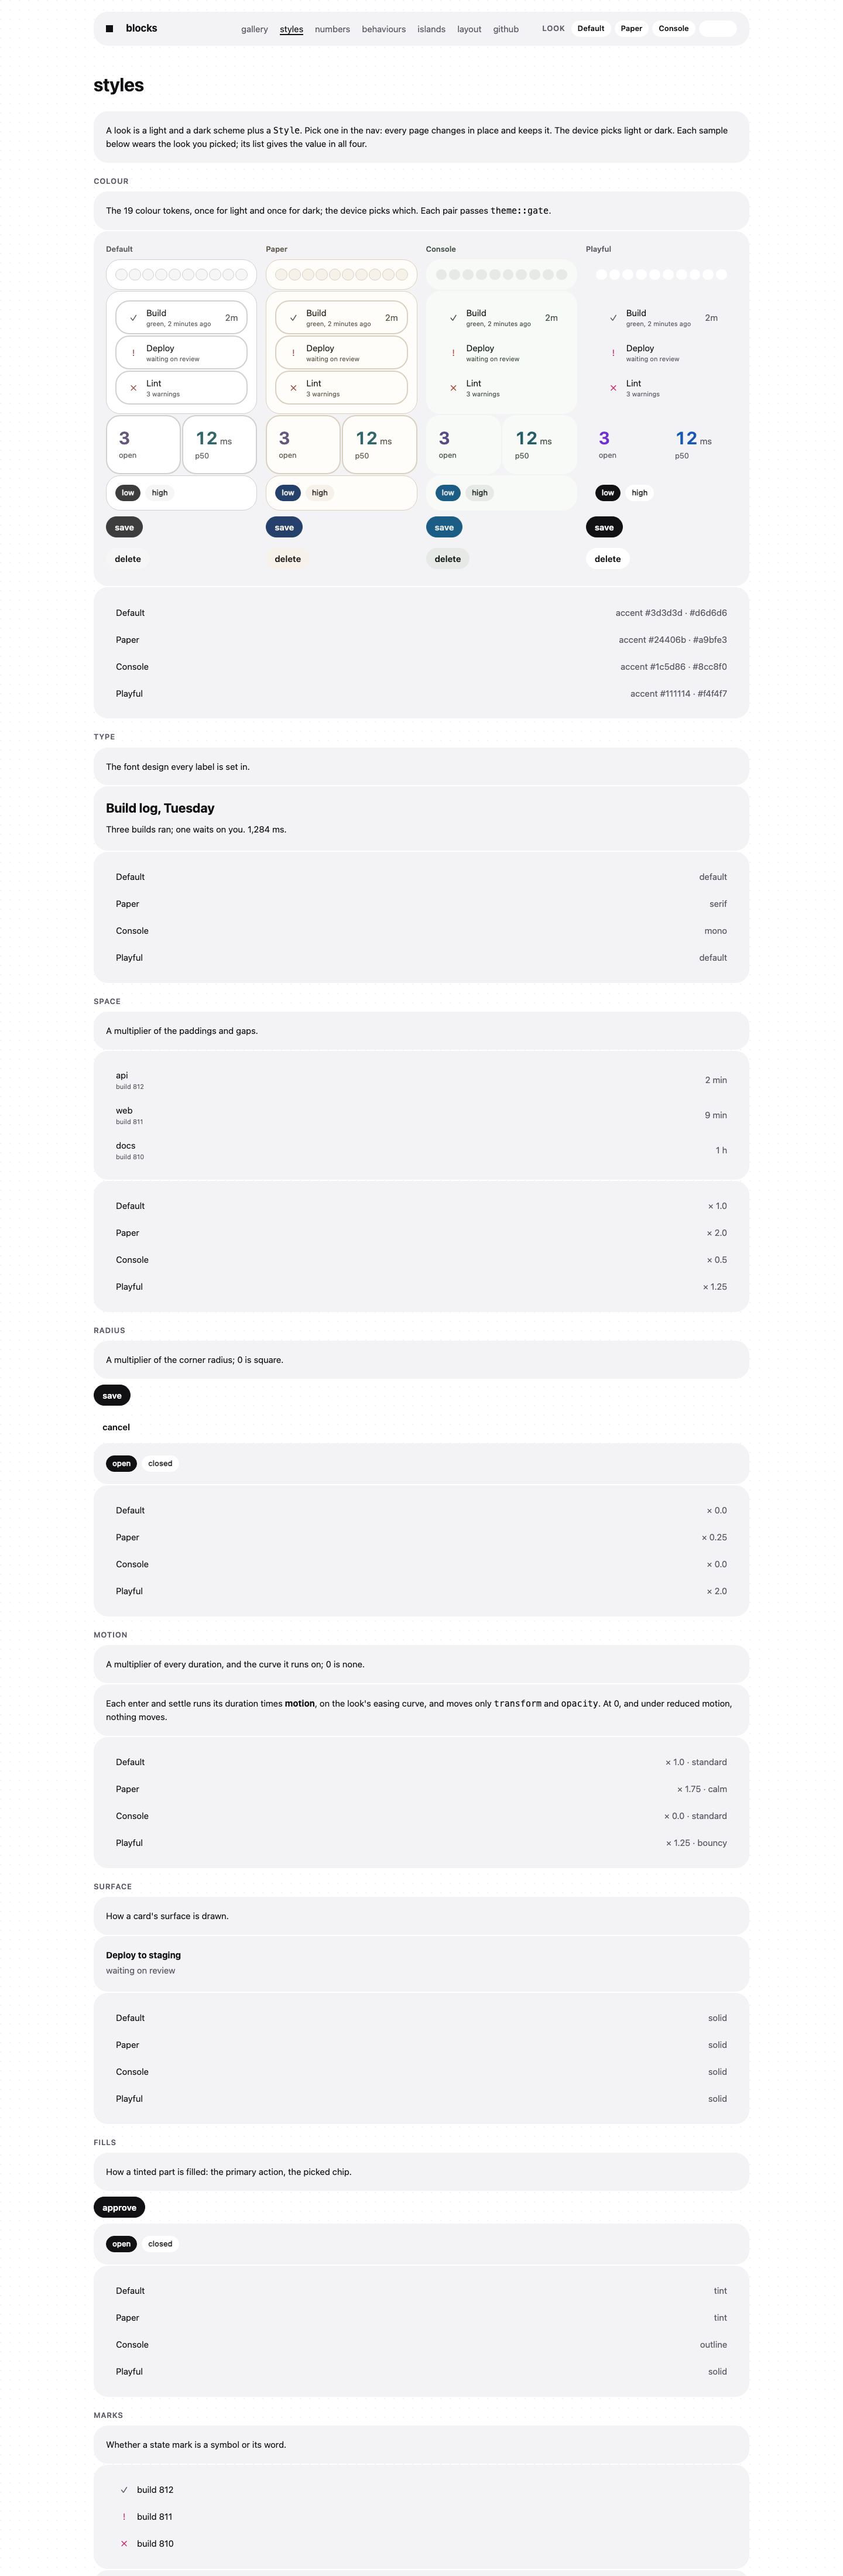 blocks
gallery styles numbers behaviours islands layout github LOOK Default Paper Console
styles
A look is a light and a dark scheme plus a Style. Pick one in the nav: every page changes in place and keeps it. The device picks light or dark. Each sample
below wears the look you picked; its list gives the value in all four.
COLOUR
The 19 colour tokens, once for light and once for dark; the device picks which. Each pair passes theme::gate.
Default
Build
green, 2 minutes ago
2m
! Deploy
waiting on review
Lint
3 warnings
3
open
12 ms
p50
low high
save
delete
Paper
Build
green, 2 minutes ago
2m
! Deploy
waiting on review
Lint
3 warnings
3
open
12 ms
p50
low high
save
delete
Console
Build
green, 2 minutes ago
2m
! Deploy
waiting on review
Lint
3 warnings
3
open
12 ms
p50
low high
save
delete
Playful
Build
green, 2 minutes ago
2m
! Deploy
waiting on review
Lint
3 warnings
3
open
12 ms
p50
low high
save
delete
Default accent #3d3d3d · #d6d6d6
Paper accent #24406b · #a9bfe3
Console accent #1c5d86 · #8cc8f0
Playful accent #111114 · #f4f4f7
TYPE
The font design every label is set in.
Build log, Tuesday
Three builds ran; one waits on you. 1,284 ms.
Default default
Paper serif
Console mono
Playful default
SPACE
A multiplier of the paddings and gaps.
api
build 812
2 min
web
build 811
9 min
docs
build 810
1 h
Default × 1.0
Paper × 2.0
Console × 0.5
Playful × 1.25
RADIUS
A multiplier of the corner radius; 0 is square.
save
cancel
open closed
Default × 0.0
Paper × 0.25
Console × 0.0
Playful × 2.0
MOTION
A multiplier of every duration, and the curve it runs on; 0 is none.
Each enter and settle runs its duration times motion, on the look's easing curve, and moves only transform and opacity. At 0, and under reduced motion,
nothing moves.
Default × 1.0 · standard
Paper × 1.75 · calm
Console × 0.0 · standard
Playful × 1.25 · bouncy
SURFACE
How a card's surface is drawn.
Deploy to staging
waiting on review
Default solid
Paper solid
Console solid
Playful solid
FILLS
How a tinted part is filled: the primary action, the picked chip.
approve
open closed
Default tint
Paper tint
Console outline
Playful solid
MARKS
Whether a state mark is a symbol or its word.
build 812
! build 811
build 810